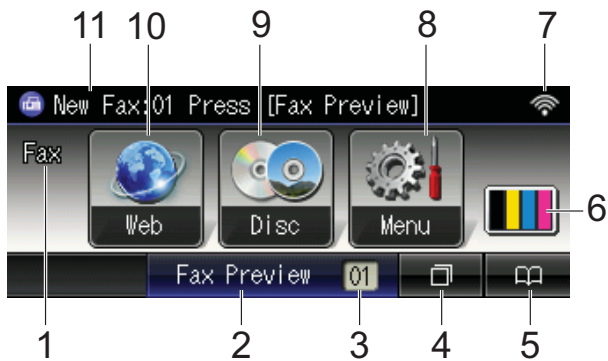 11 10 9 8 7
New Fax:01 Press [Fax Preview]
Fax
Web Disc Menu
6
Fax Preview 01
1 2 3 4 5